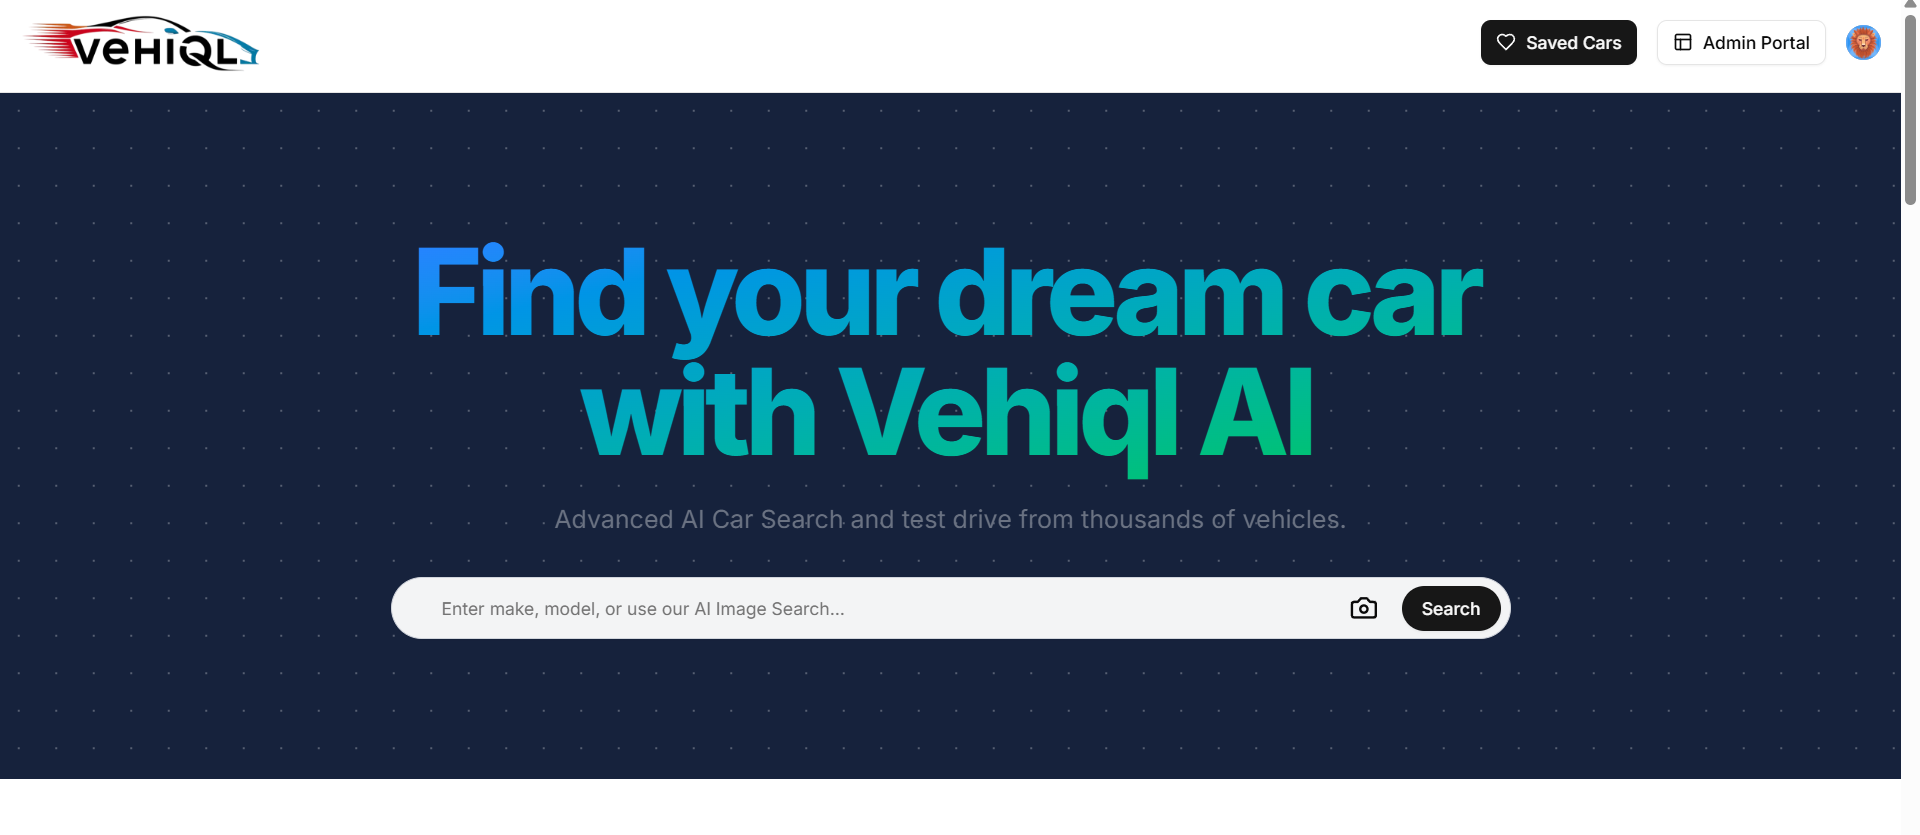 VEHIQL
Saved Cars
Admin Portal
Find your dream car
with Vehiql AI
Advanced AI Car Search and test drive from thousands of vehicles.
Enter make, model, or use our AI Image Search...
Search